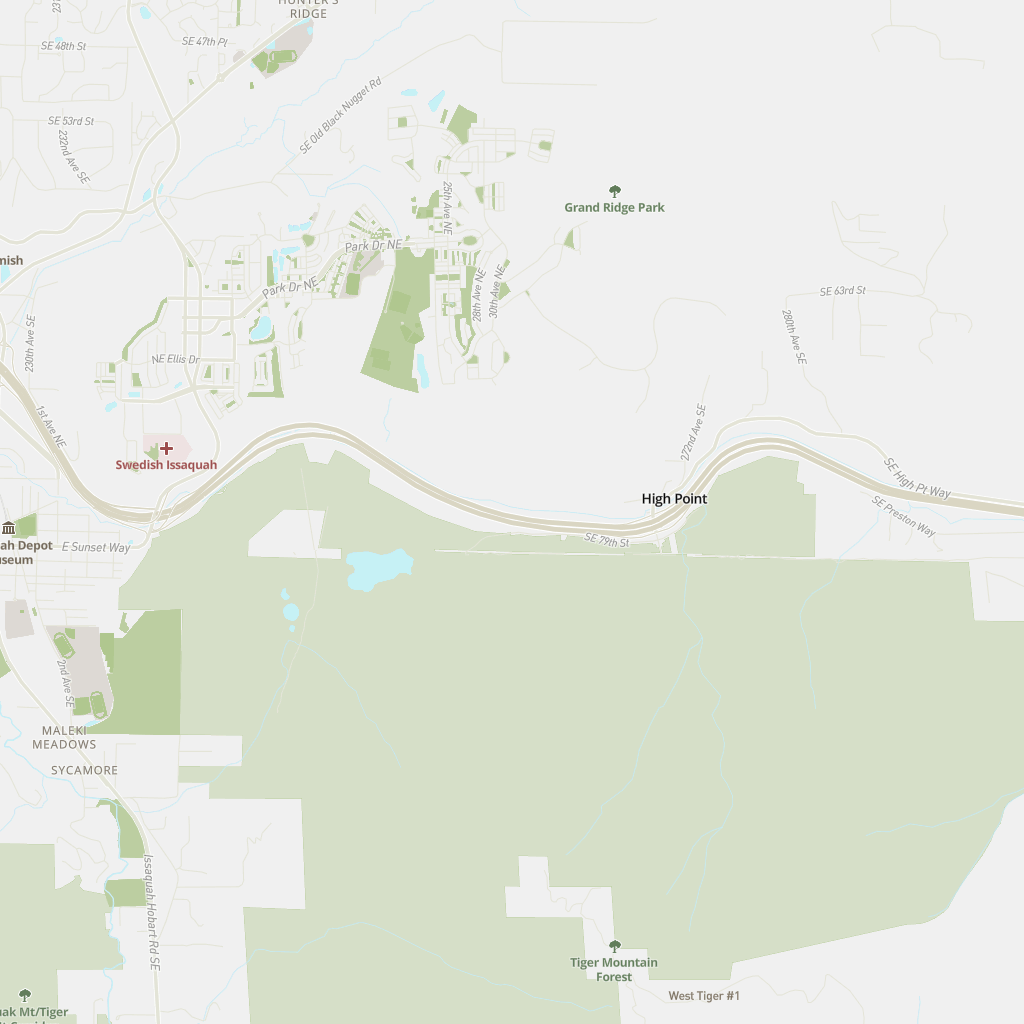 HUNTER'S
RIDGE
SE 47th Pl
SE 48th St
SE Old Black Nugget Rd
SE 53rd St
232nd Ave SE
25th Ave NE
Grand Ridge Park
Park Dr NE
28th Ave NE
30th Ave NE
Park Dr NE
SE 63rd St
280th Ave SE
230th Ave SE
NE Ellis Dr
1st Ave NE
272nd Ave SE
Swedish Issaquah
SE High Pt Way
High Point
SE Preston Way
SE 79th St
E Sunset Way
Depot
2nd Ave SE
MALEKI
MEADOWS
SYCAMORE
Issaquah Hobart Rd SE
Tiger Mountain
Forest
West Tiger #1
Mt/Tiger